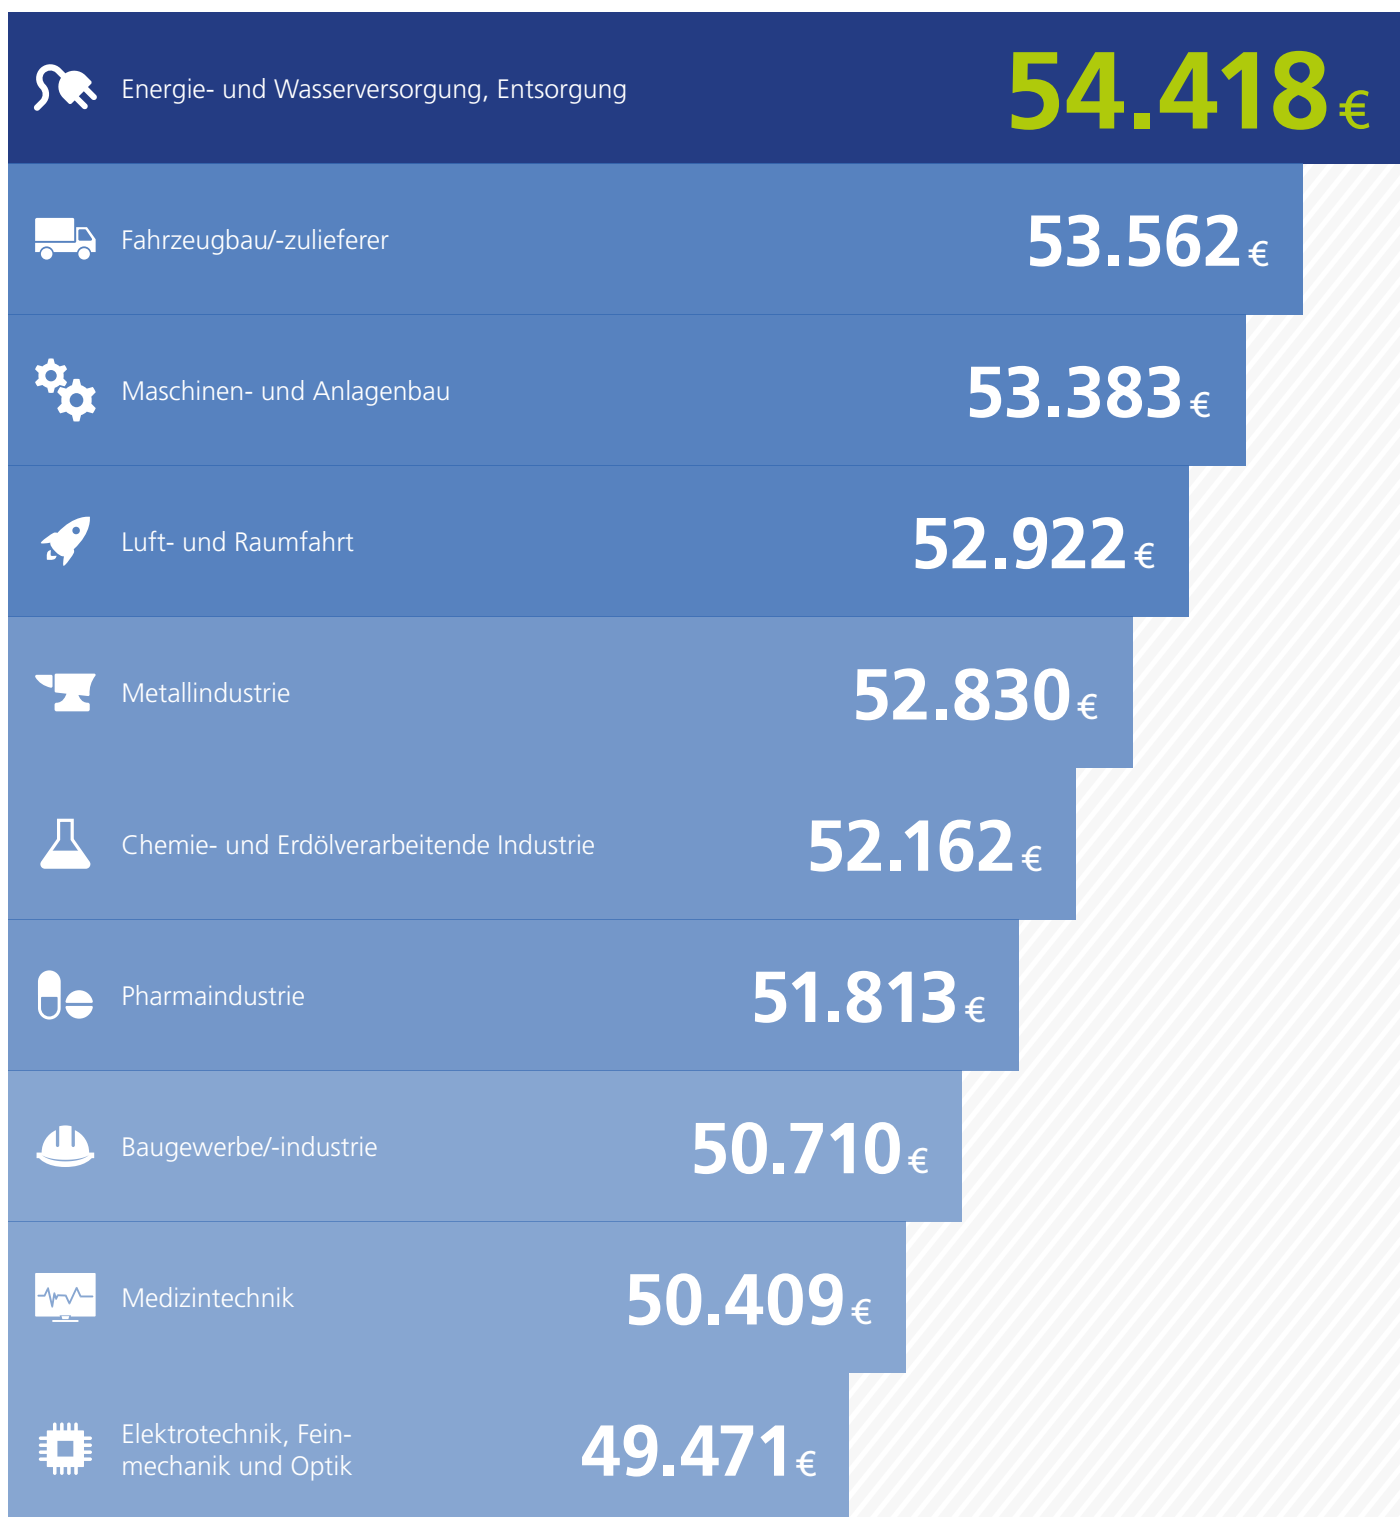 Energie- und Wasserversorgung, Entsorgung 54.418 €
Fahrzeugbau/-zulieferer 53.562 €
Maschinen- und Anlagenbau 53.383 €
Luft- und Raumfahrt 52.922 €
Metallindustrie 52.830 €
Chemie- und Erdölverarbeitende Industrie 52.162 €
Pharmaindustrie 51.813 €
Baugewerbe/-industrie 50.710 €
Medizintechnik 50.409 €
Elektrotechnik, Fein-
mechanik und Optik 49.471 €